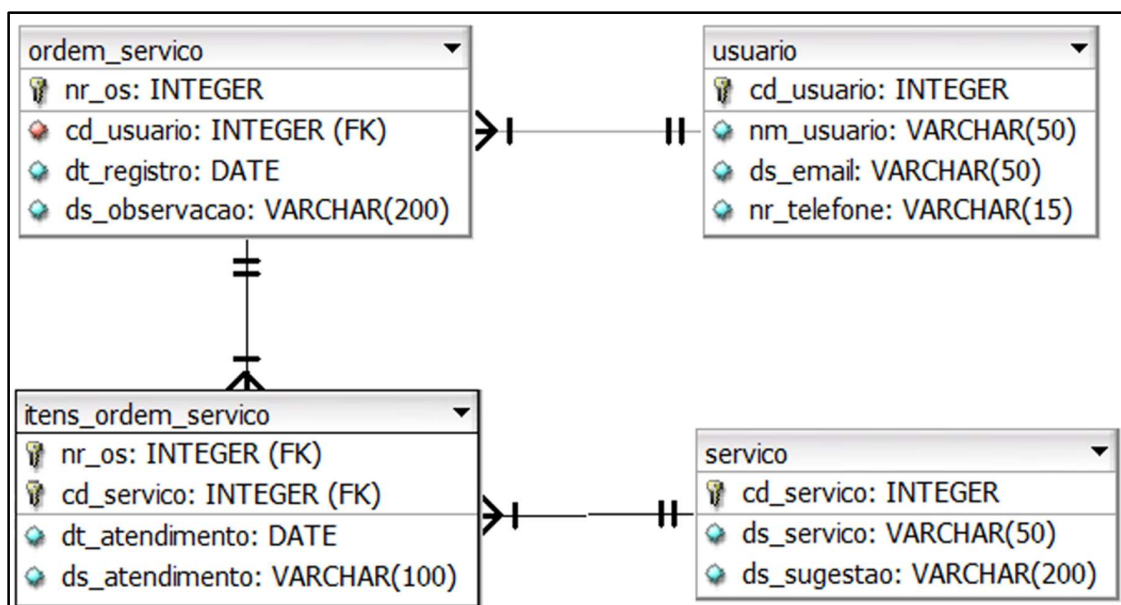 ordem_servico
nr_os: INTEGER
cd_usuario: INTEGER (FK)
dt_registro: DATE
ds_observacao: VARCHAR(200)
usuario
cd_usuario: INTEGER
nm_usuario: VARCHAR(50)
ds_email: VARCHAR(50)
nr_telefone: VARCHAR(15)
itens_ordem_servico
nr_os: INTEGER (FK)
cd_servico: INTEGER (FK)
dt_atendimento: DATE
ds_atendimento: VARCHAR(100)
servico
cd_servico: INTEGER
ds_servico: VARCHAR(50)
ds_sugestao: VARCHAR(200)